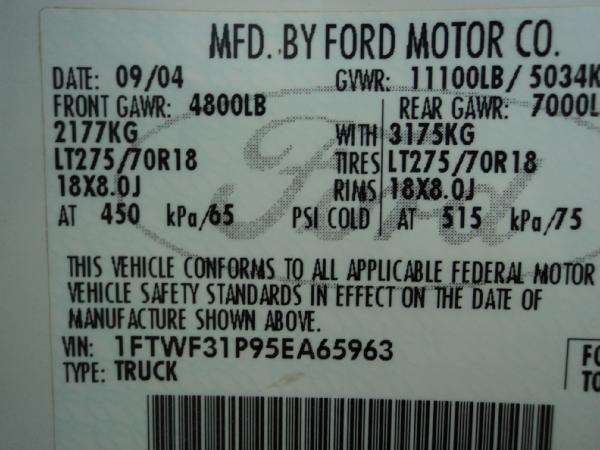 MFD. BY FORD MOTOR CO.
DATE: 09/04 GVWR: 11100LB/ 5034K
FRONT GAWR: 4800LB REAR GAWR: 7000L
2177KG WITH 3175KG
LT275/70R18 TIRES LT275/70R18
18X8.0J RIMS 18X8.0J
AT 450 kPa/65 PSI COLD AT 515 kPa/75
THIS VEHICLE CONFORMS TO ALL APPLICABLE FEDERAL MOTOR
VEHICLE SAFETY STANDARDS IN EFFECT ON THE DATE OF
MANUFACTURE SHOWN ABOVE.
VIN: 1FTWF31P95EA65963
TYPE: TRUCK
FO
TO
Ford